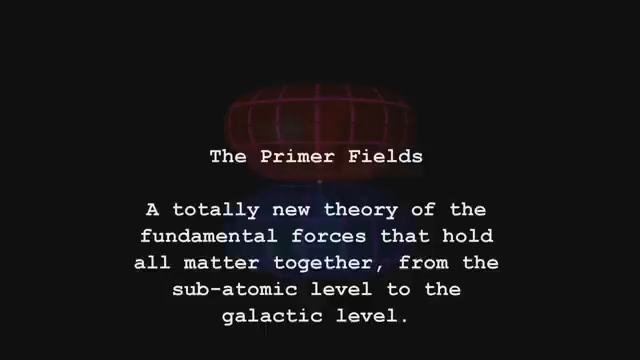 The Primer Fields
A totally new theory of the
fundamental forces that hold
all matter together, from the
sub-atomic level to the
galactic level.